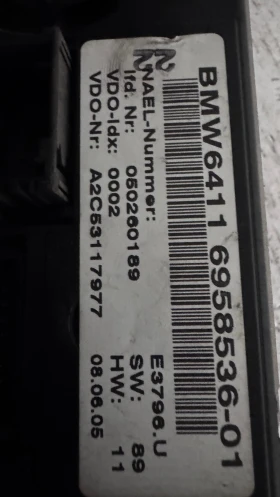 BMW6411 6958536-01
NAEL-Nummer: E3796.U
lfd. Nr: 050260189 SW: 89
VDO-Idx: 0002 HW: 11
VDO-Nr: A2C53117977 08.06.05